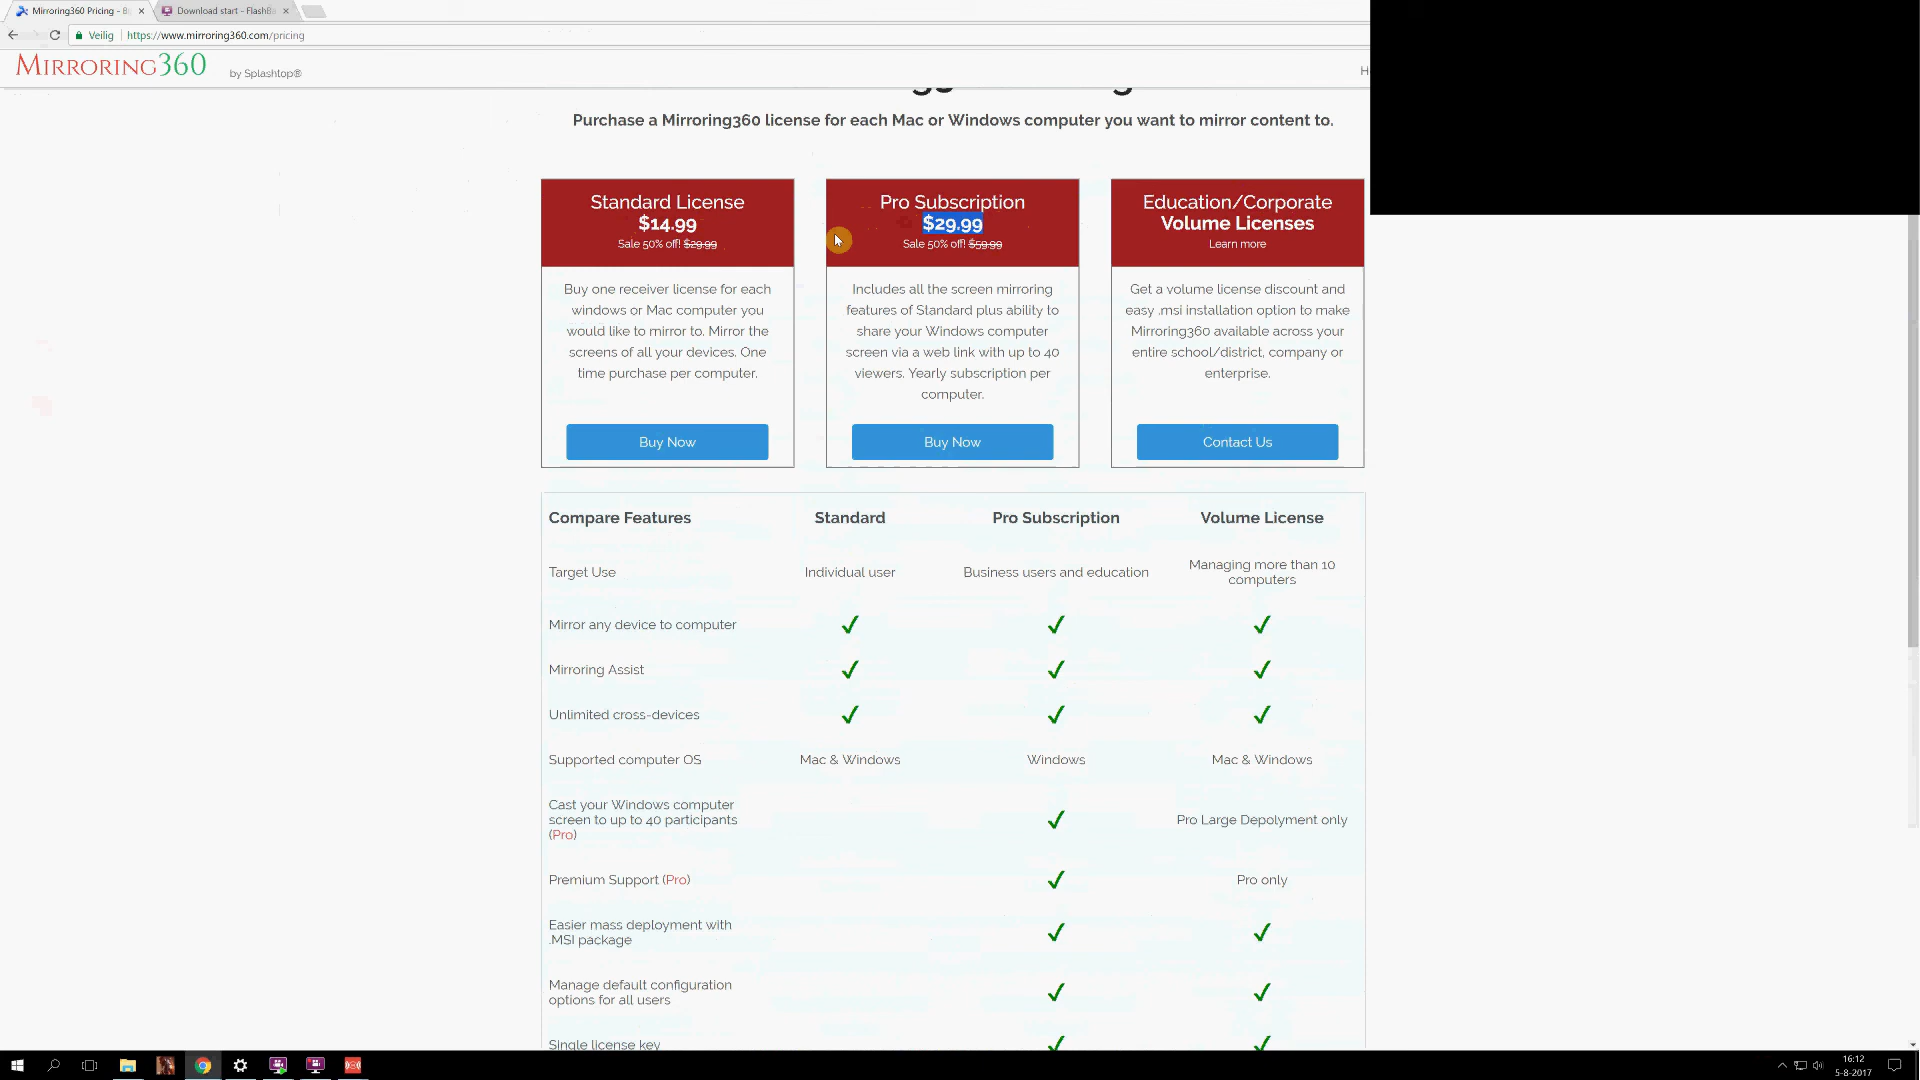 Mirroring360 Pricing - B
Download start - FlashBa
Veilig
https://www.mirroring360.com/pricing
MIRRORING360
by Splashtop®
Purchase a Mirroring360 license for each Mac or Windows computer you want to mirror content to.
Standard License
$14.99
Sale 50% off! $29.99
Buy one receiver license for each
windows or Mac computer you
would like to mirror to. Mirror the
screens of all your devices. One
time purchase per computer.
Buy Now
Pro Subscription
$29.99
Sale 50% off! $59.99
Includes all the screen mirroring
features of Standard plus ability to
share your Windows computer
screen via a web link with up to 40
viewers. Yearly subscription per
computer.
Buy Now
Education/Corporate
Volume Licenses
Learn more
Get a volume license discount and
easy .msi installation option to make
Mirroring360 available across your
entire school/district, company or
enterprise.
Contact Us
Compare Features Standard Pro Subscription Volume License
Target Use Individual user Business users and education Managing more than 10
computers
Mirror any device to computer ✓ ✓ ✓
Mirroring Assist ✓ ✓ ✓
Unlimited cross-devices ✓ ✓ ✓
Supported computer OS Mac & Windows Windows Mac & Windows
Cast your Windows computer
screen to up to 40 participants
(Pro) ✓ Pro Large Depolyment only
Premium Support (Pro) ✓ Pro only
Easier mass deployment with
.MSI package ✓ ✓
Manage default configuration
options for all users ✓ ✓
Single license key ✓ ✓
16:12
5-8-2017